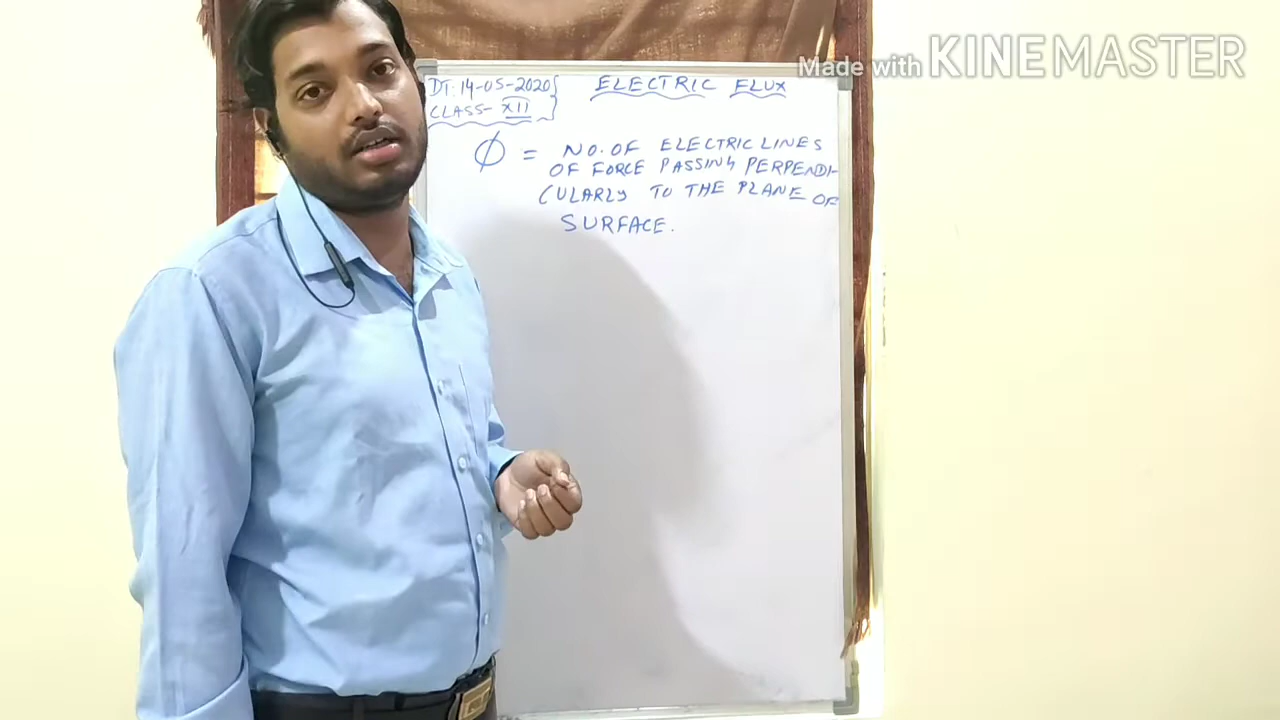 Made with KINEMASTER
DT: 14-05-2020
CLASS- XII
ELECTRIC FLUX
ϕ = NO. OF ELECTRIC LINES
OF FORCE PASSING PERPENDI-
CULARLY TO THE PLANE OF
SURFACE.